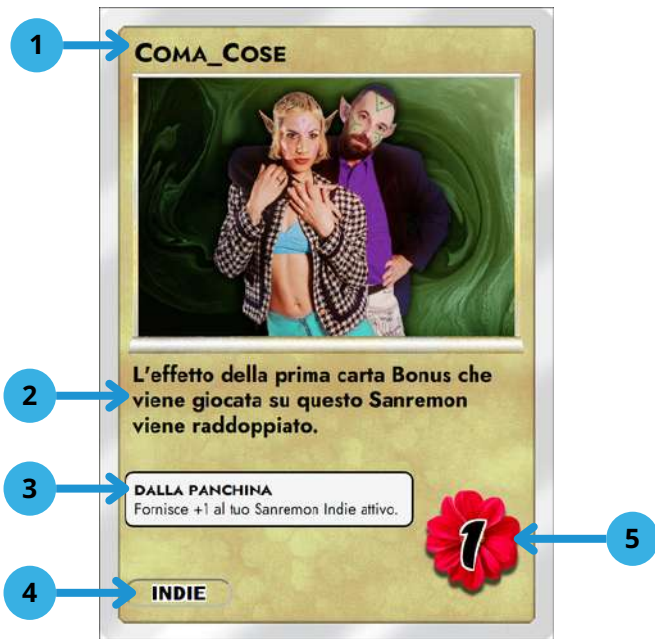 1
COMA_COSE
2
L'effetto della prima carta Bonus che
viene giocata su questo Sanremon
viene raddoppiato.
3
DALLA PANCHINA
Fornisce +1 al tuo Sanremon Indie attivo.
1
5
4
INDIE